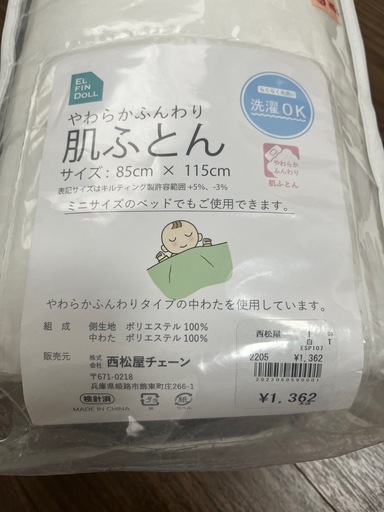 EL
FIN
DOLL
やわらかふんわり
肌ふとん
サイズ：85cm × 115cm
表記サイズはキルティング製許容範囲 +5%、-3%
ミニサイズのベッドでもご使用できます。
洗濯OK
やわらか
ふんわり
肌ふとん
やわらかふんわりタイプの中わたを使用しています。
組　成　側生地　ポリエステル 100%
中わた　ポリエステル 100%
販売元　株式会社 西松屋チェーン
〒671-0218
兵庫県姫路市飾東町庄266-1
検針済
MADE IN CHINA
西松屋
白 1
ESP107
2205 ¥1,362
2022050590001
¥1,362